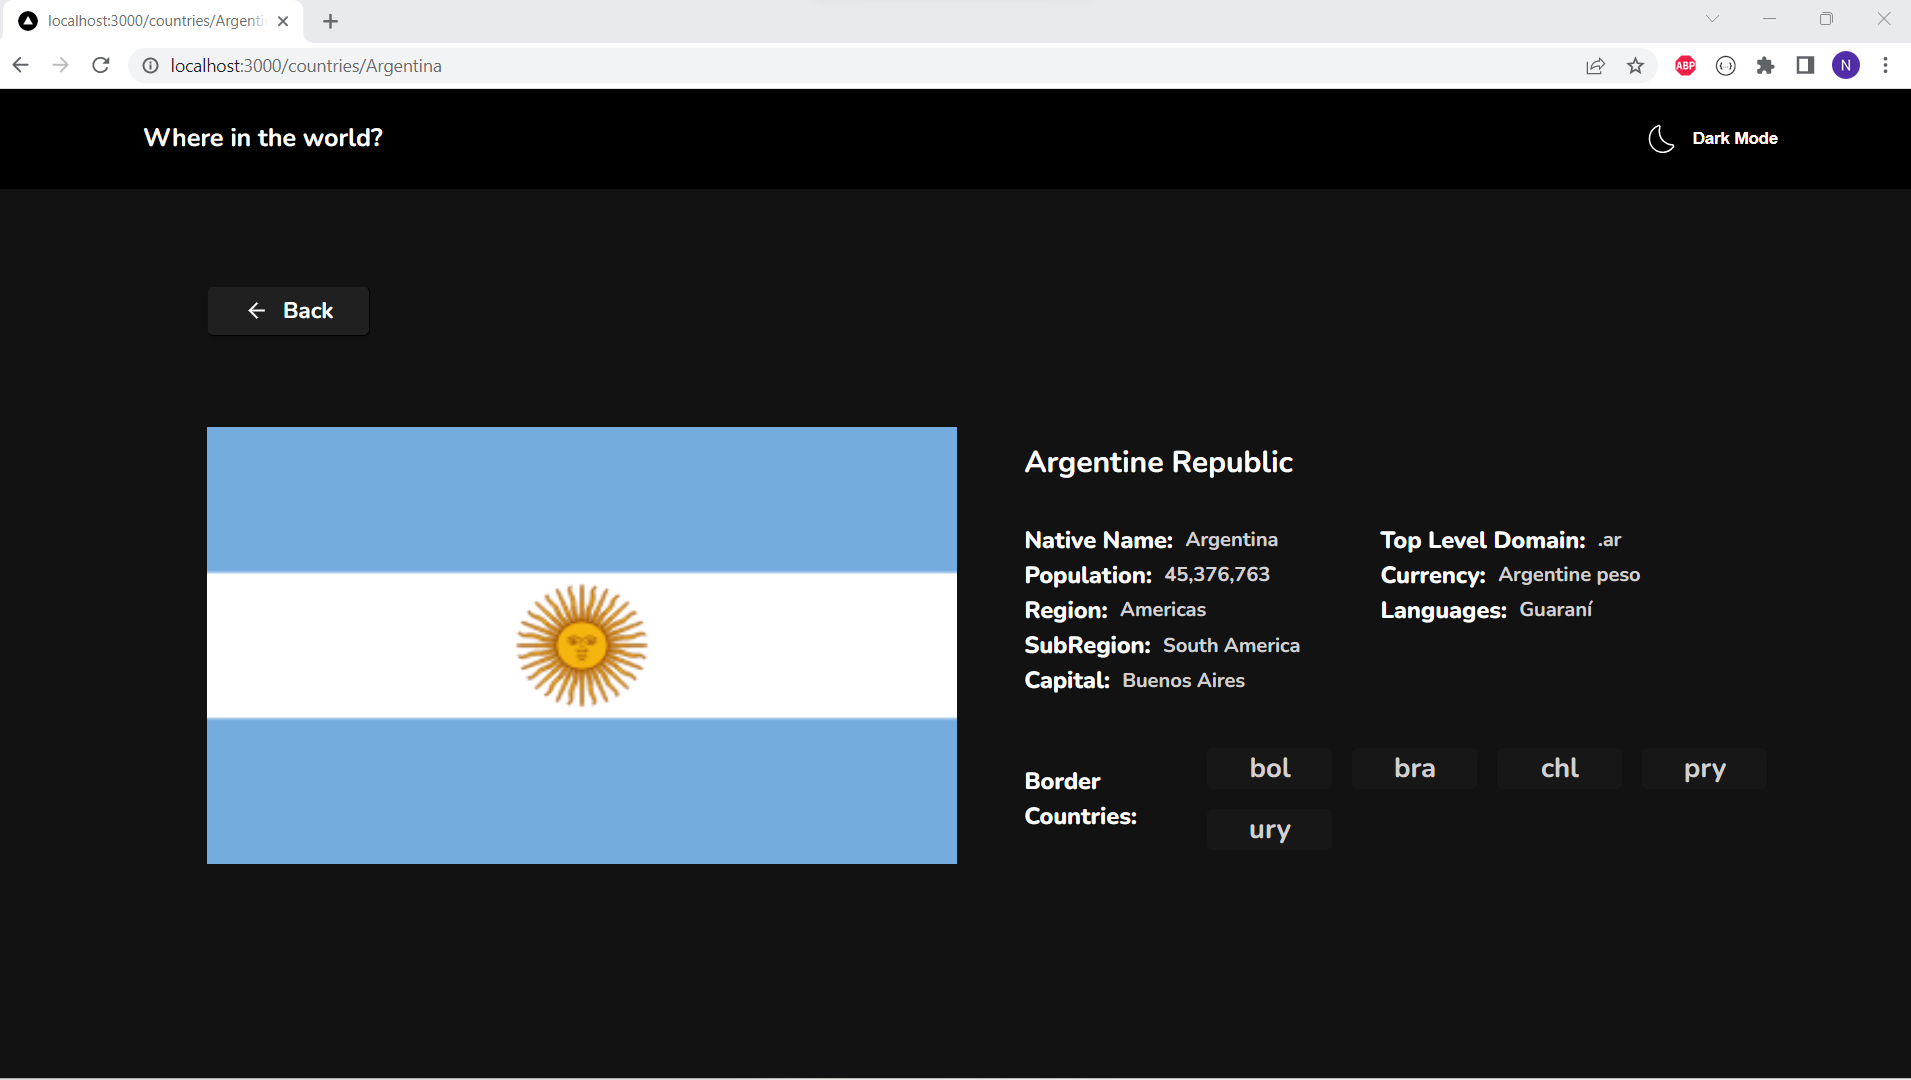 localhost:3000/countries/Argenti
localhost:3000/countries/Argentina
ABP
N
Where in the world?
Dark Mode
Back
Argentine Republic
Native Name: Argentina
Population: 45,376,763
Region: Americas
SubRegion: South America
Capital: Buenos Aires
Top Level Domain: .ar
Currency: Argentine peso
Languages: Guaraní
Border
Countries:
bol
bra
chl
pry
ury